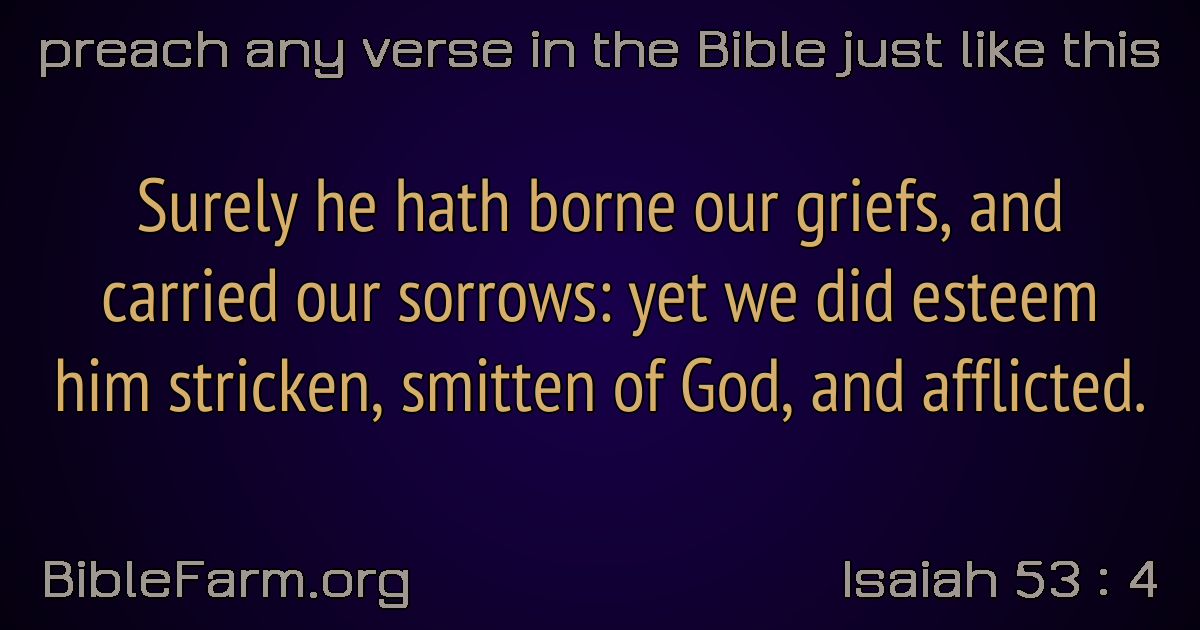 preach any verse in the Bible just like this
Surely he hath borne our griefs, and
carried our sorrows: yet we did esteem
him stricken, smitten of God, and afflicted.
BibleFarm.org
Isaiah 53 : 4